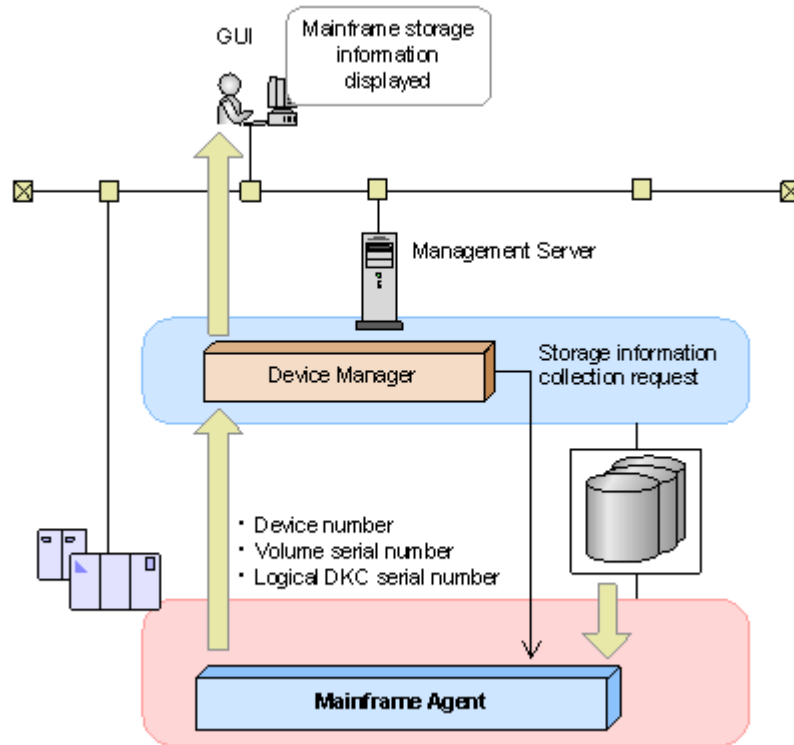 GUI
Mainframe storage
information
displayed
Management Server
Device Manager
Storage information
collection request
・ Device number
・ Volume serial number
・ Logical DKC serial number
Mainframe Agent